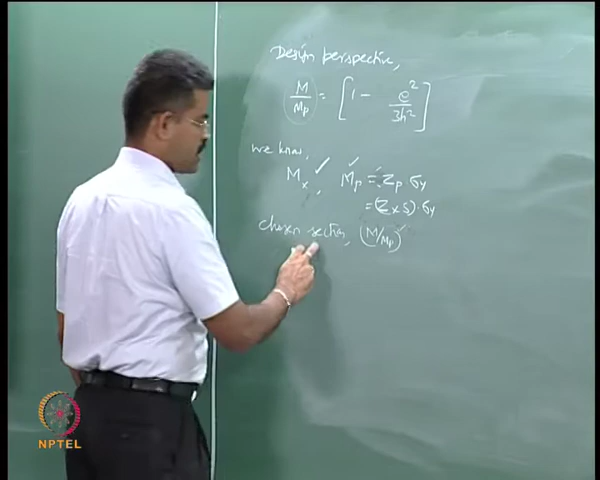 Design perspective,
M/Mp = [1 - e²/3h²]
we know,
Mx, ✓ Mp ✓ = Zp σy
= (Z x S) · σy
chosen section, (M/Mp) ✓
NPTEL